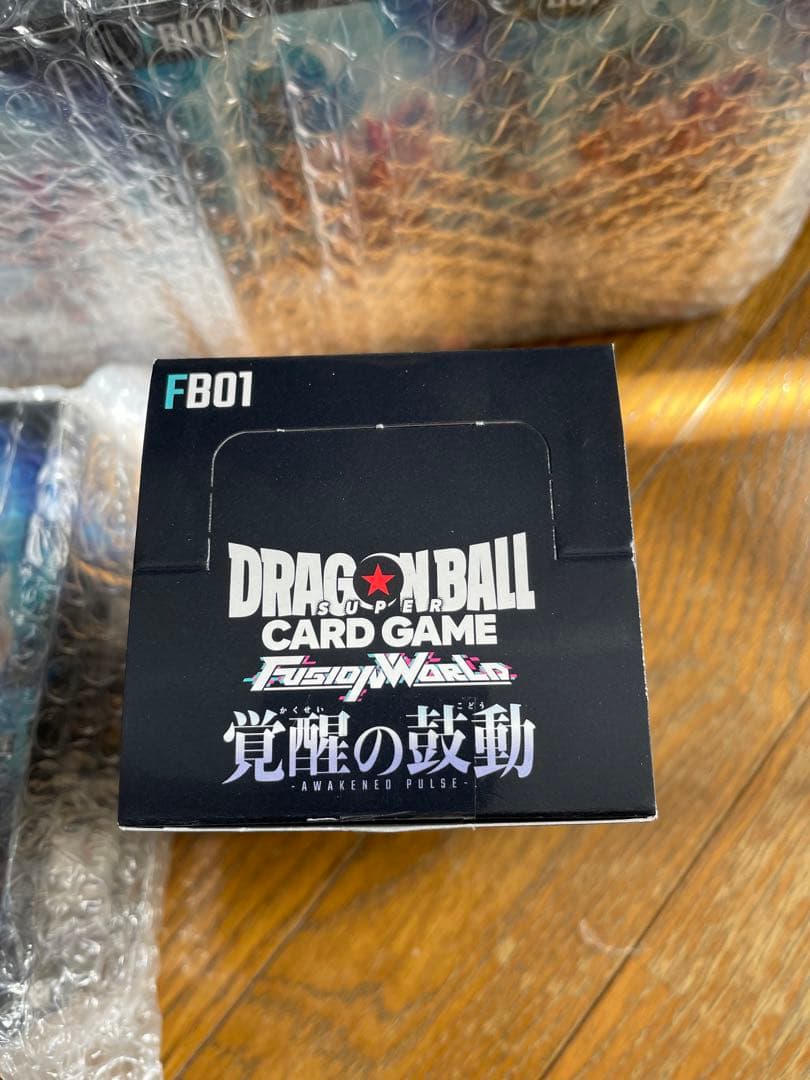 FB01
FB01
DRAGON BALL
SUPER
CARD GAME
FUSION WORLD
かくせい こどう
覚醒の鼓動
-AWAKENED PULSE-